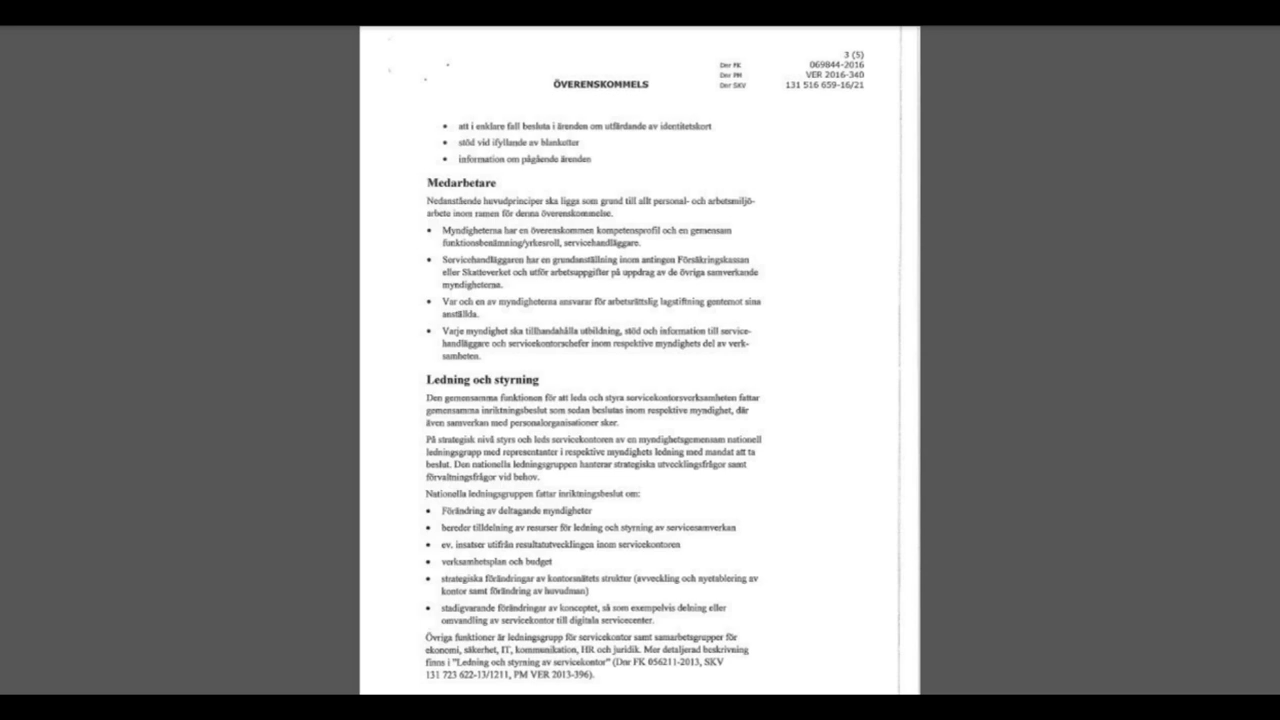 3 (5)
Dnr FK 069844-2016
Dnr PM VER 2016-340
ÖVERENSKOMMELS Dnr SKV 131 516 659-16/21
• att i enklare fall besluta i ärenden om utfärdande av identitetskort
• stöd vid ifyllande av blanketter
• information om pågående ärenden
Medarbetare
Nedanstående huvudprinciper ska ligga som grund till allt personal- och arbetsmiljö-
arbete inom ramen för denna överenskommelse.
• Myndigheterna har en överenskommen kompetensprofil och en gemensam
funktionsbenämning/yrkesroll, servicehandläggare.
• Servicehandläggaren har en grundanställning inom antingen Försäkringskassan
eller Skatteverket och utför arbetsuppgifter på uppdrag av de övriga samverkande
myndigheterna.
• Var och en av myndigheterna ansvarar för arbetsrättslig lagstiftning gentemot sina
anställda.
• Varje myndighet ska tillhandahålla utbildning, stöd och information till service-
handläggare och servicekontorschefer inom respektive myndighets del av verk-
samheten.
Ledning och styrning
Den gemensamma funktionen för att leda och styra servicekontorsverksamheten fattar
gemensamma inriktningsbeslut som sedan beslutas inom respektive myndighet, där
även samverkan med personalorganisationer sker.
På strategisk nivå styrs och leds servicekontoren av en myndighetsgemensam nationell
ledningsgrupp med representanter i respektive myndighets ledning med mandat att ta
beslut. Den nationella ledningsgruppen hanterar strategiska utvecklingsfrågor samt
förvaltningsfrågor vid behov.
Nationella ledningsgruppen fattar inriktningsbeslut om:
• Förändring av deltagande myndigheter
• bereder tilldelning av resurser för ledning och styrning av servicesamverkan
• ev. insatser utifrån resultatutvecklingen inom servicekontoren
• verksamhetsplan och budget
• strategiska förändringar av kontorsnätets struktur (avveckling och nyetablering av
kontor samt förändring av huvudman)
• stadigvarande förändringar av konceptet, så som exempelvis delning eller
omvandling av servicekontor till digitala servicecenter.
Övriga funktioner är ledningsgrupp för servicekontor samt samarbetsgrupper för
ekonomi, säkerhet, IT, kommunikation, HR och juridik. Mer detaljerad beskrivning
finns i "Ledning och styrning av servicekontor" (Dnr FK 056211-2013, SKV
131 723 622-13/1211, PM VER 2013-396).